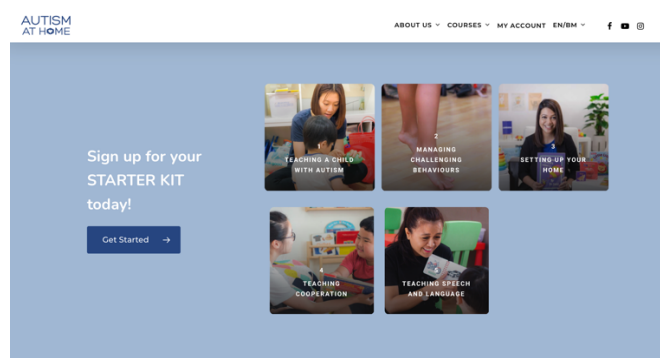 AUTISM
AT HOME
ABOUT US
COURSES
MY ACCOUNT
EN/BM
Sign up for your
STARTER KIT
today!
Get Started
1
TEACHING A CHILD
WITH AUTISM
2
MANAGING
CHALLENGING
BEHAVIOURS
3
SETTING UP YOUR
HOME
4
TEACHING
COOPERATION
5
TEACHING SPEECH
AND LANGUAGE